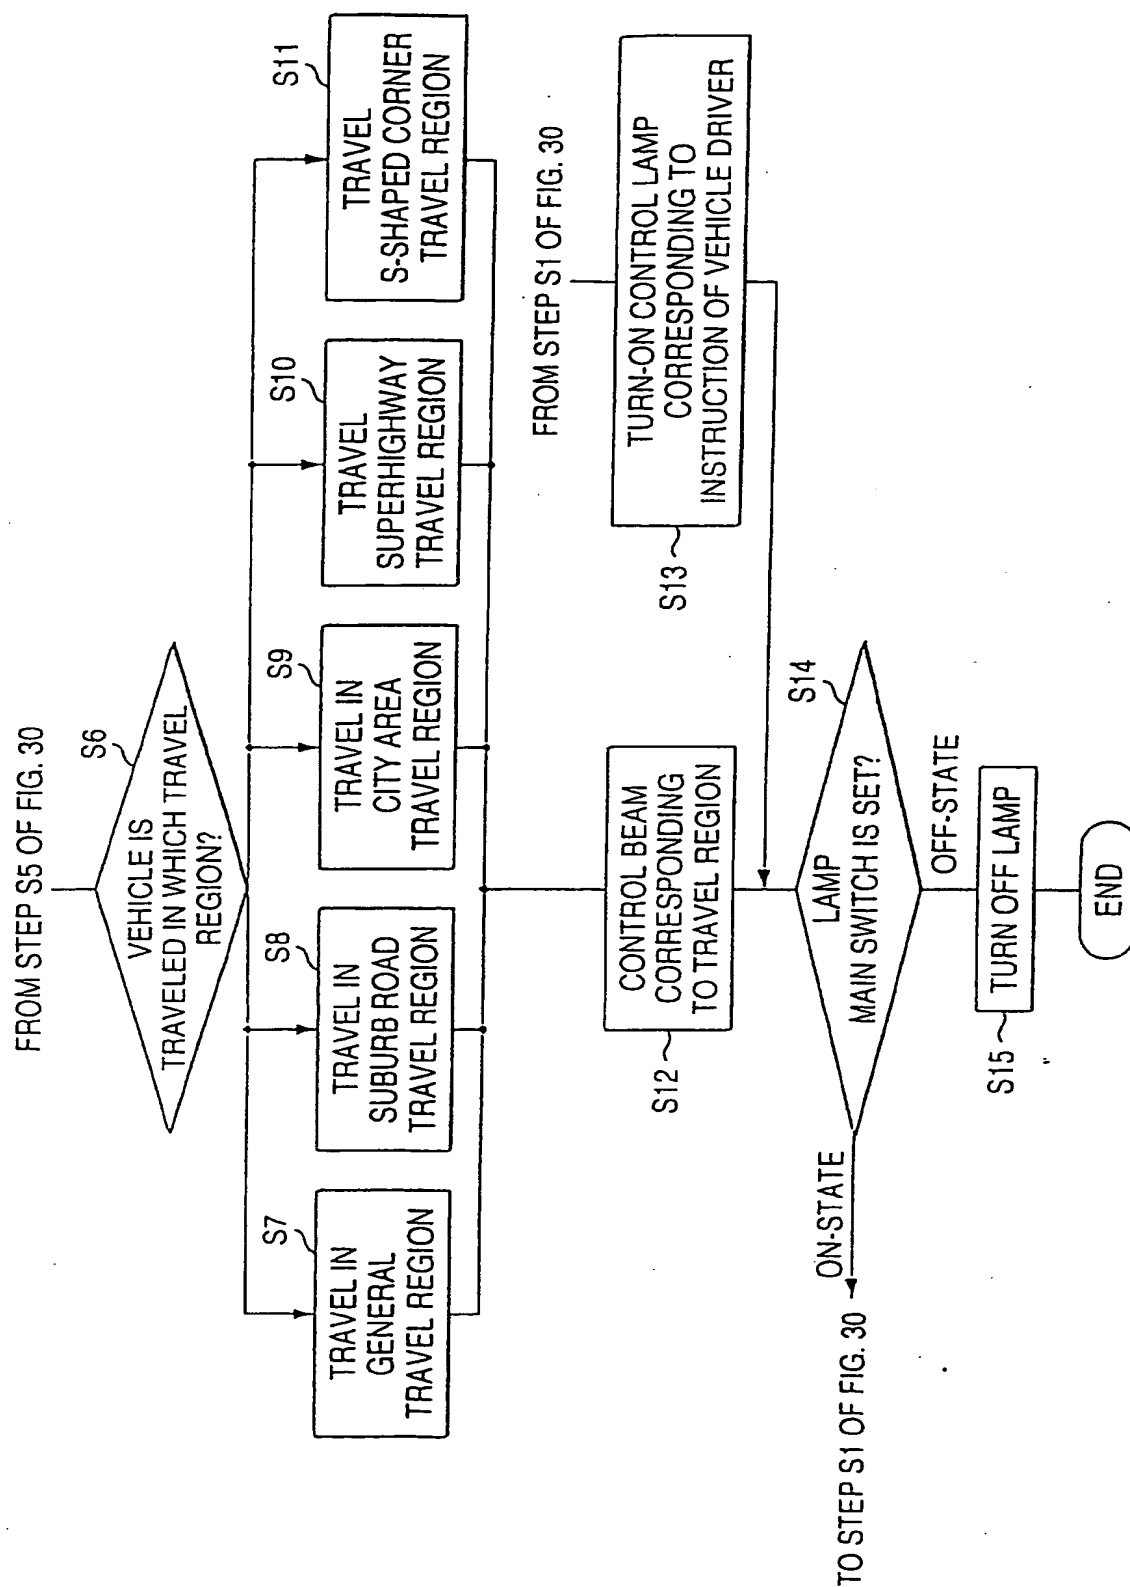 FROM STEP S5 OF FIG. 30
S6
VEHICLE IS
TRAVELED IN WHICH TRAVEL
REGION?
S7
TRAVEL IN
GENERAL
TRAVEL REGION
S8
TRAVEL IN
SUBURB ROAD
TRAVEL REGION
S9
TRAVEL IN
CITY AREA
TRAVEL REGION
S10
TRAVEL
SUPERHIGHWAY
TRAVEL REGION
S11
TRAVEL
S-SHAPED CORNER
TRAVEL REGION
FROM STEP S1 OF FIG. 30
S12
CONTROL BEAM
CORRESPONDING
TO TRAVEL REGION
S13
TURN-ON CONTROL LAMP
CORRESPONDING TO
INSTRUCTION OF VEHICLE DRIVER
S14
LAMP
MAIN SWITCH IS SET?
ON-STATE
TO STEP S1 OF FIG. 30
OFF-STATE
S15
TURN OFF LAMP
END